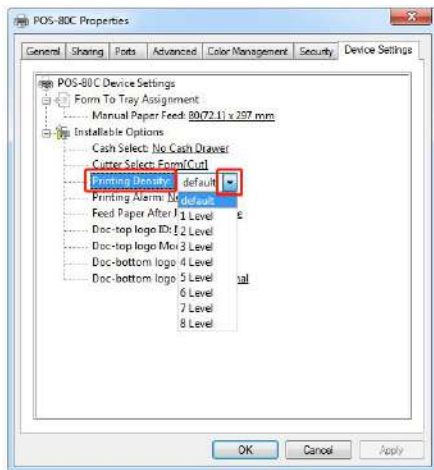 POS-80C Properties
General Sharing Ports Advanced Color Management Security Device Settings
POS-80C Device Settings
Form To Tray Assignment
Manual Paper Feed: 80(72.1) x 297 mm
Installable Options
Cash Select: No Cash Drawer
Cutter Select: Form[Cut]
Printing Density: default
Printing Alarm:
default
Feed Paper After
1 Level
Doc-top logo ID:
2 Level
Doc-top logo
3 Level
Doc-bottom logo
4 Level
Doc-bottom logo
5 Level
6 Level
7 Level
8 Level
OK Cancel Apply